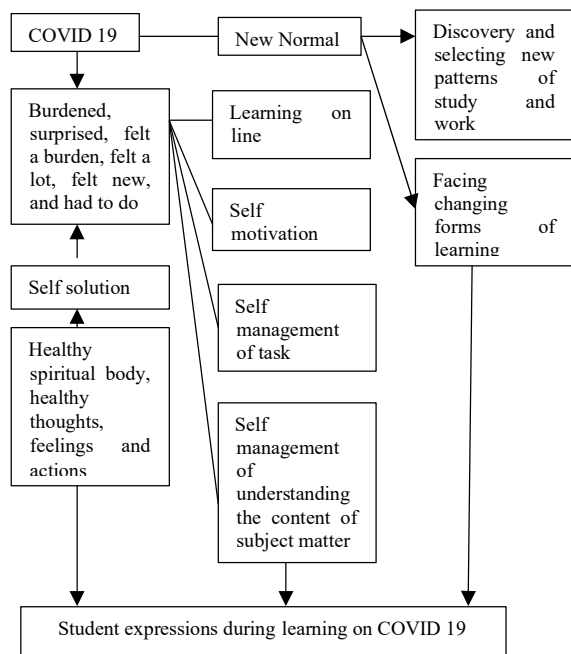 COVID 19
New Normal
Discovery and
selecting new
patterns of
study and
work
Burdened,
surprised, felt
a burden, felt a
lot, felt new,
and had to do
Learning on
line
Self
motivation
Facing
changing
forms of
learning
Self solution
Self
management
of task
Healthy
spiritual body,
healthy
thoughts,
feelings and
actions
Self
management
of
understanding
the content of
subject matter
Student expressions during learning on COVID 19